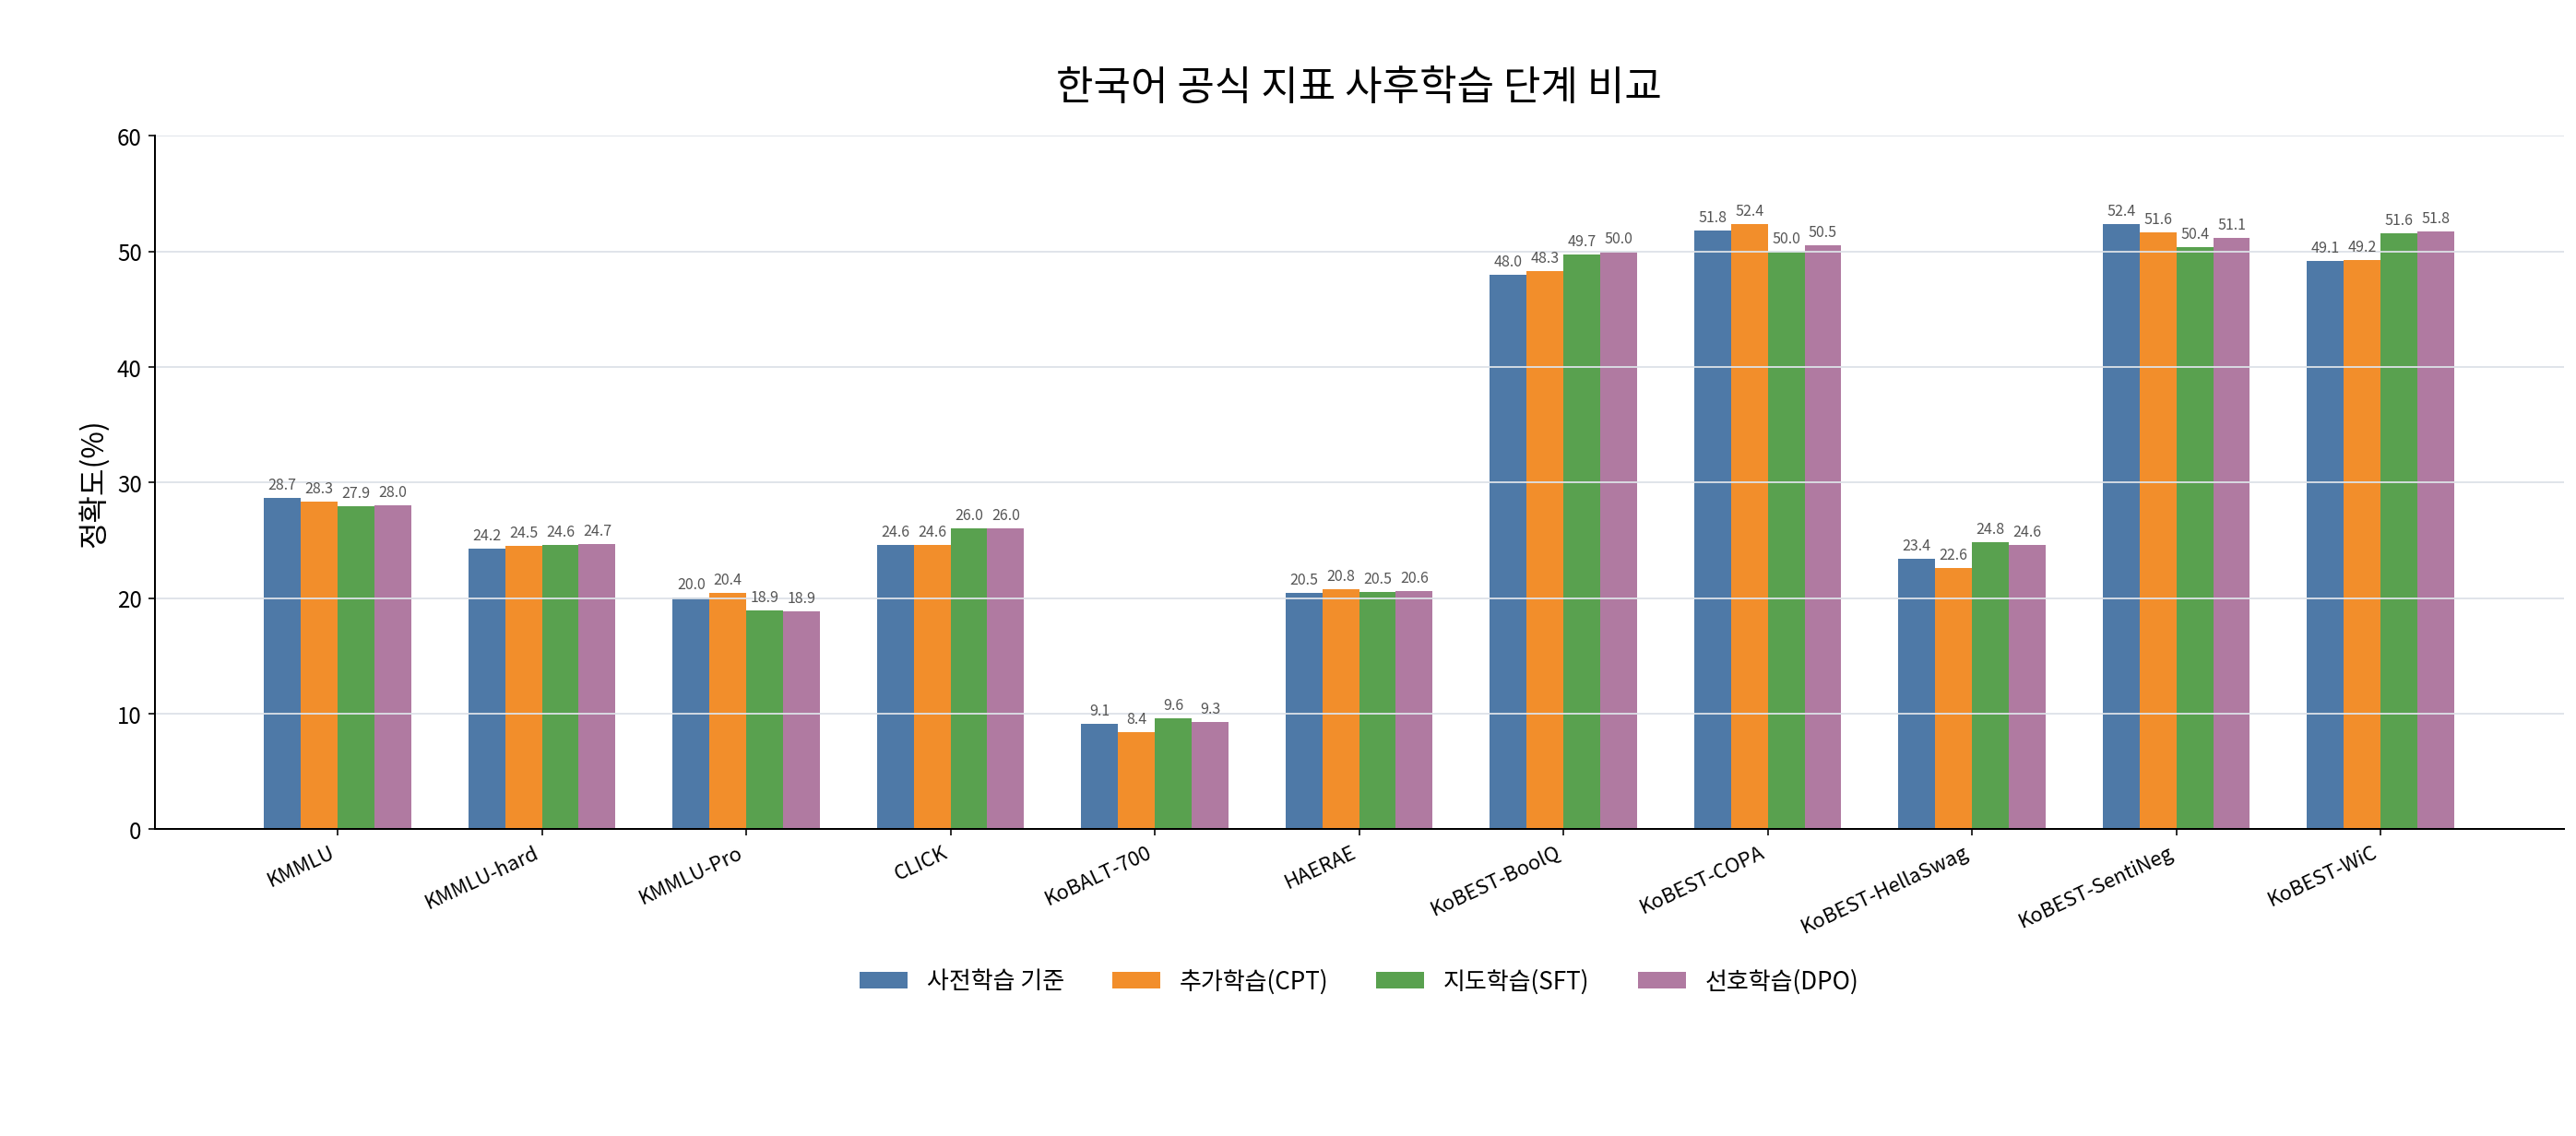 한국어 공식 지표 사후학습 단계 비교
정확도(%)
60
50
40
30
20
10
0
28.7 28.3 27.9 28.0
24.2 24.5 24.6 24.7
20.0 20.4 18.9 18.9
24.6 24.6 26.0 26.0
9.1 8.4 9.6 9.3
20.5 20.8 20.5 20.6
48.0 48.3 49.7 50.0
51.8 52.4 50.0 50.5
23.4 22.6 24.8 24.6
52.4 51.6 50.4 51.1
49.1 49.2 51.6 51.8
KMMLU
KMMLU-hard
KMMLU-Pro
CLICK
KoBALT-700
HAERAE
KoBEST-BoolQ
KoBEST-COPA
KoBEST-HellaSwag
KoBEST-SentiNeg
KoBEST-WiC
사전학습 기준 추가학습(CPT) 지도학습(SFT) 선호학습(DPO)